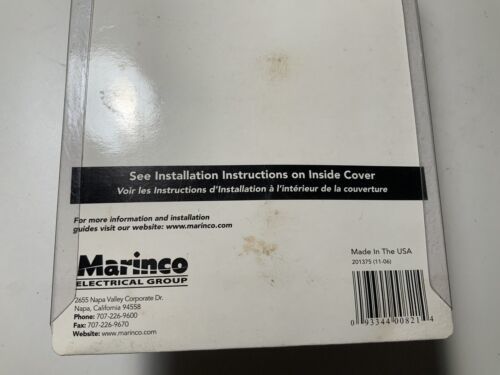 See Installation Instructions on Inside Cover
Voir les Instructions d'Installation à l'intérieur de la couverture
For more information and installation
guides visit our website: www.marinco.com
Marinco
ELECTRICAL GROUP
2655 Napa Valley Corporate Dr.
Napa, California 94558
Phone: 707-226-9600
Fax: 707-226-9670
Website: www.marinco.com
Made In The USA
201375 (11-06)
0 93344 00821 4